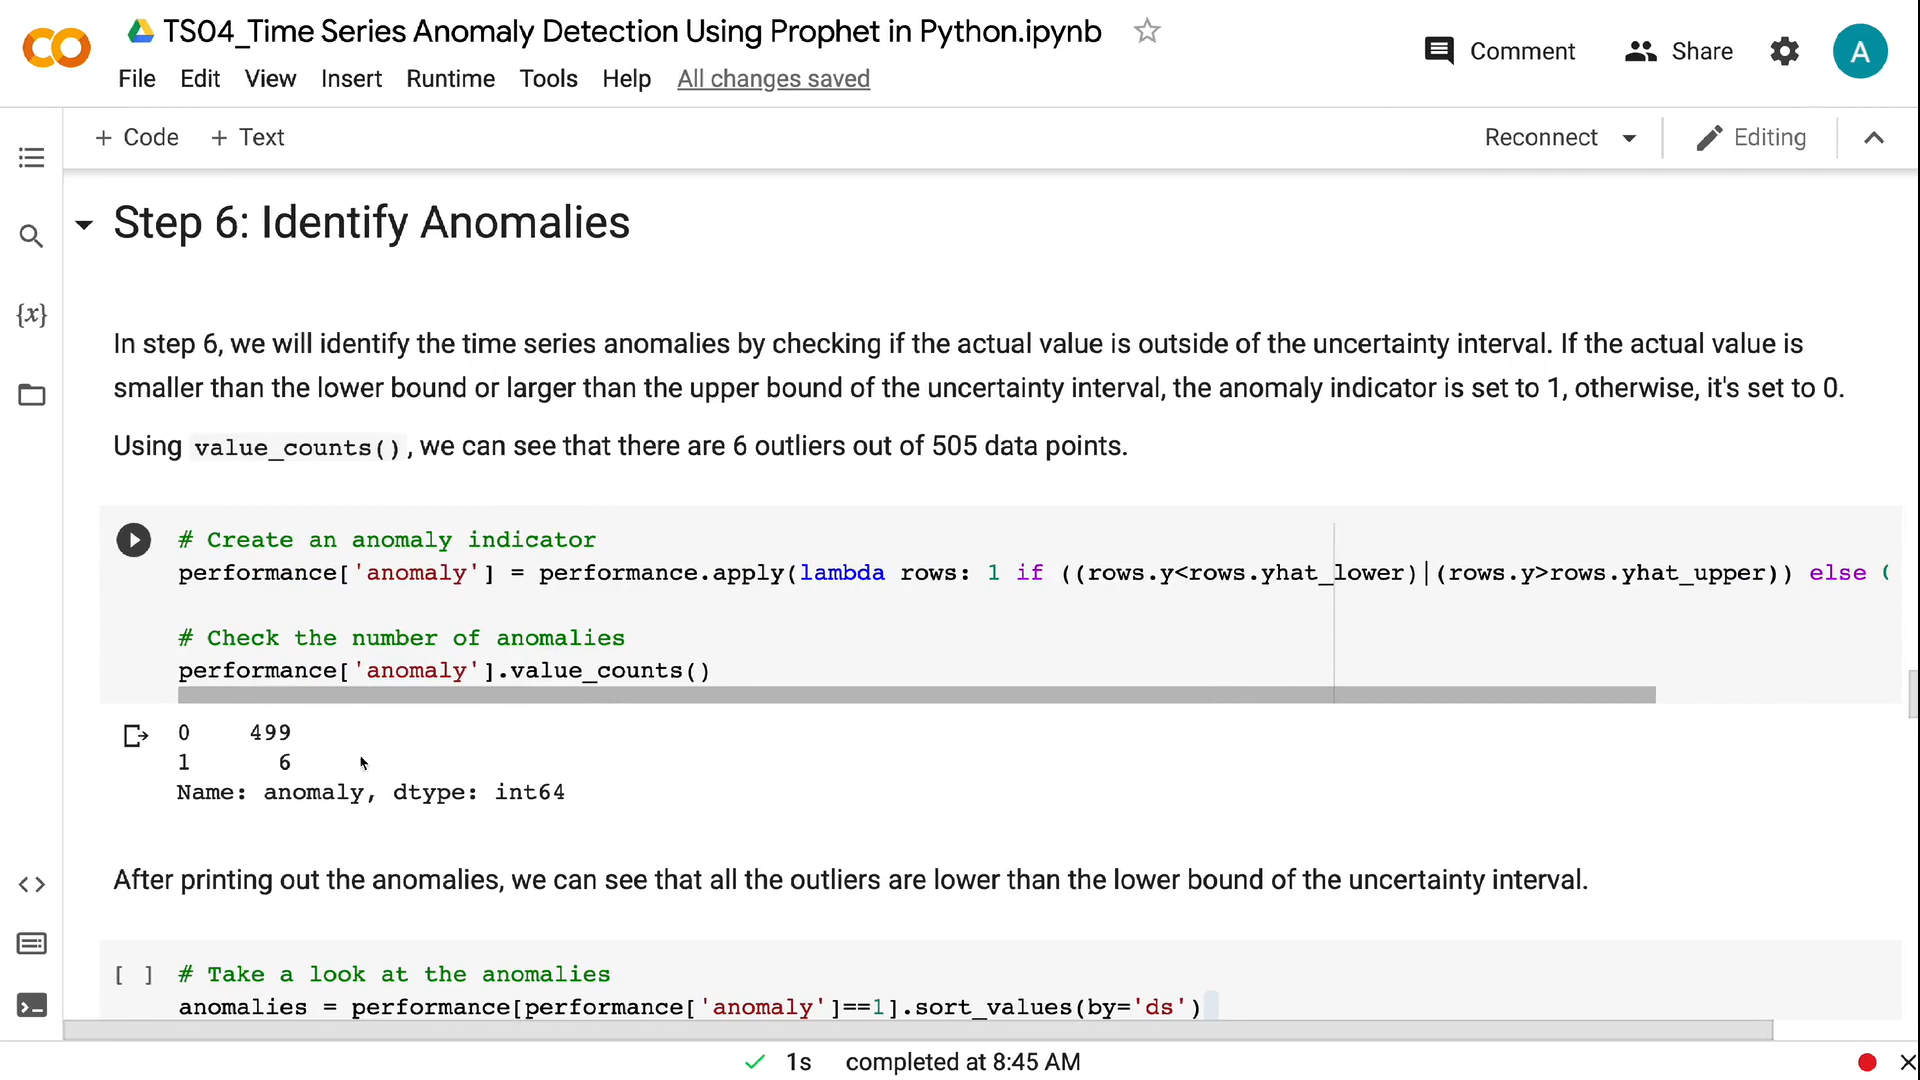 TS04_Time Series Anomaly Detection Using Prophet in Python.ipynb
File Edit View Insert Runtime Tools Help All changes saved
Comment Share A
+ Code + Text
Reconnect Editing
{x}
Step 6: Identify Anomalies
In step 6, we will identify the time series anomalies by checking if the actual value is outside of the uncertainty interval. If the actual value is
smaller than the lower bound or larger than the upper bound of the uncertainty interval, the anomaly indicator is set to 1, otherwise, it's set to 0.
Using value_counts(), we can see that there are 6 outliers out of 505 data points.
# Create an anomaly indicator
performance['anomaly'] = performance.apply(lambda rows: 1 if ((rows.y<rows.yhat_lower)|(rows.y>rows.yhat_upper)) else
# Check the number of anomalies
performance['anomaly'].value_counts()
0 499
1 6
Name: anomaly, dtype: int64
After printing out the anomalies, we can see that all the outliers are lower than the lower bound of the uncertainty interval.
[ ] # Take a look at the anomalies
anomalies = performance[performance['anomaly']==1].sort_values(by='ds')
1s completed at 8:45 AM